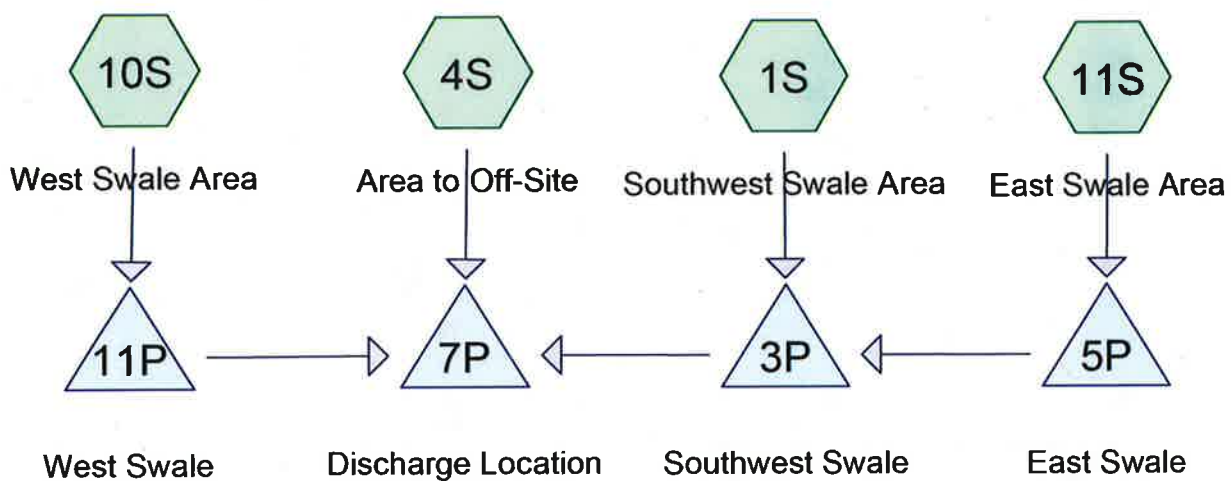 10S 4S 1S 11S
West Swale Area Area to Off-Site Southwest Swale Area East Swale Area
11P 7P 3P 5P
West Swale Discharge Location Southwest Swale East Swale